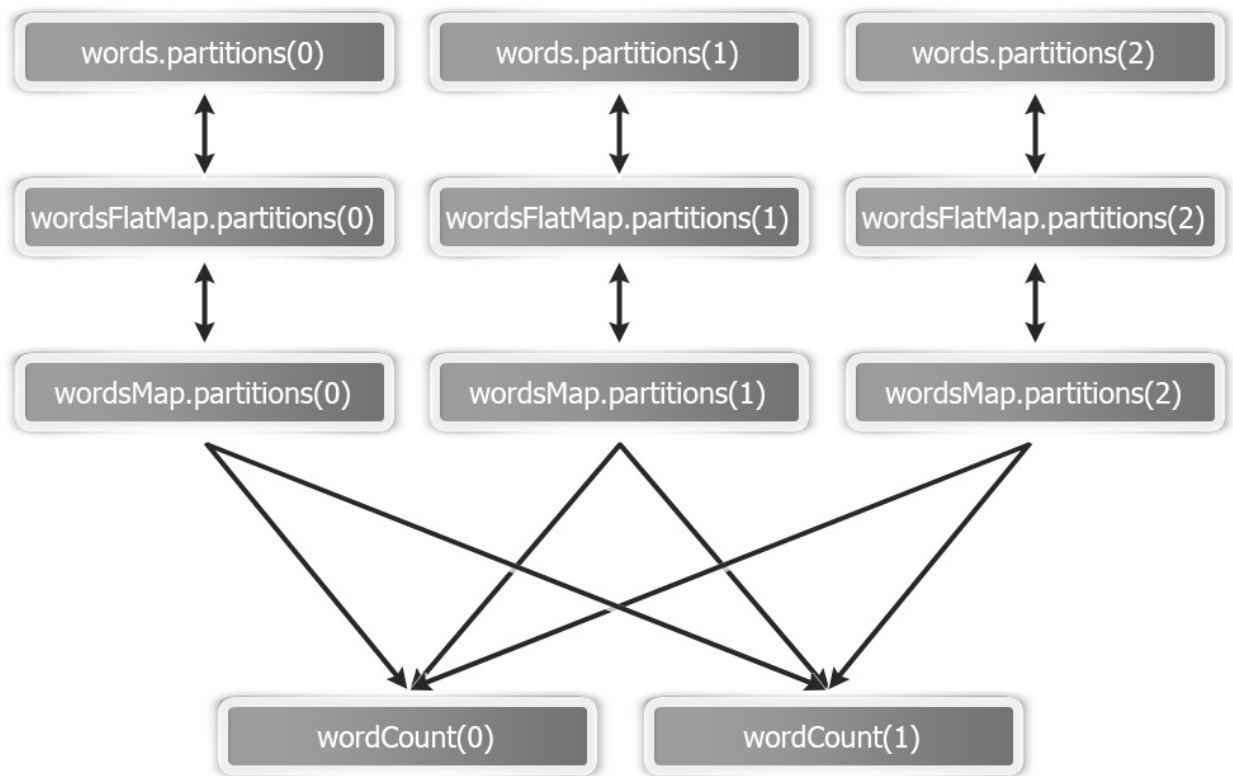 words.partitions(0)
words.partitions(1)
words.partitions(2)
wordsFlatMap.partitions(0)
wordsFlatMap.partitions(1)
wordsFlatMap.partitions(2)
wordsMap.partitions(0)
wordsMap.partitions(1)
wordsMap.partitions(2)
wordCount(0)
wordCount(1)